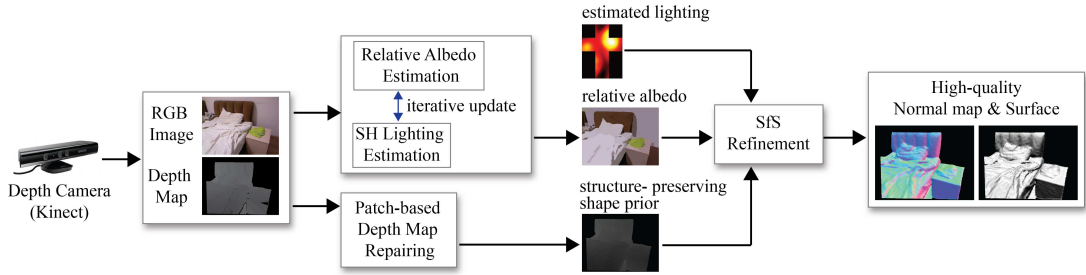 Depth Camera
(Kinect)
RGB
Image
Depth
Map
Relative Albedo
Estimation
iterative update
SH Lighting
Estimation
Patch-based
Depth Map
Repairing
estimated lighting
relative albedo
structure- preserving
shape prior
SfS
Refinement
High-quality
Normal map & Surface